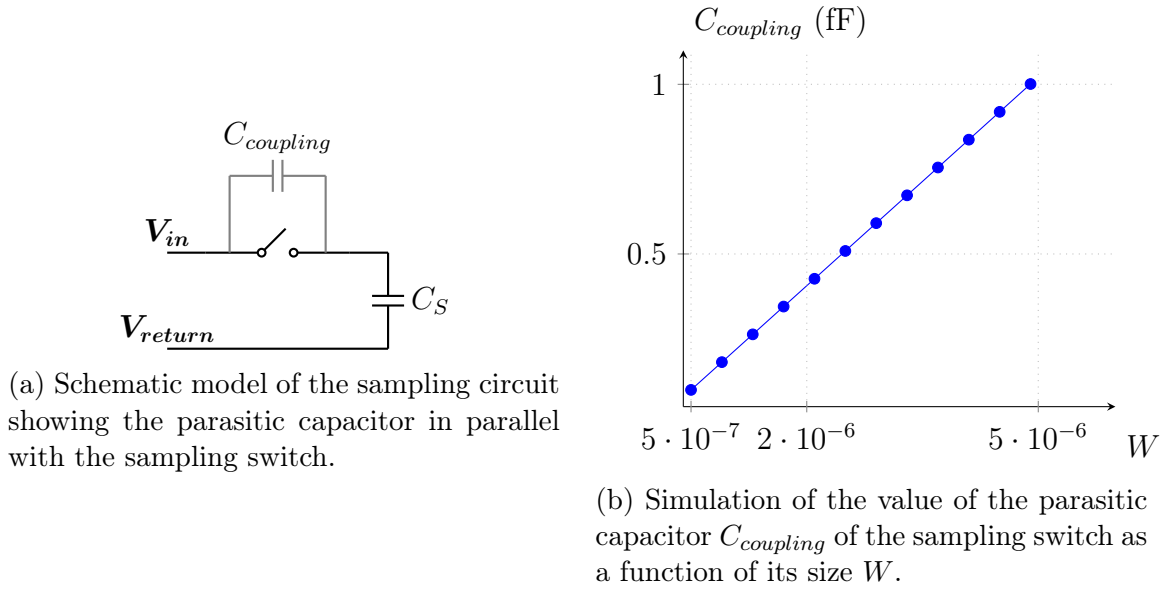 C_coupling
V_in
C_S
V_return
(a) Schematic model of the sampling circuit
showing the parasitic capacitor in parallel
with the sampling switch.
C_coupling (fF)
1
0.5
5 · 10^−7 2 · 10^−6 5 · 10^−6 W
(b) Simulation of the value of the parasitic
capacitor C_coupling of the sampling switch as
a function of its size W.